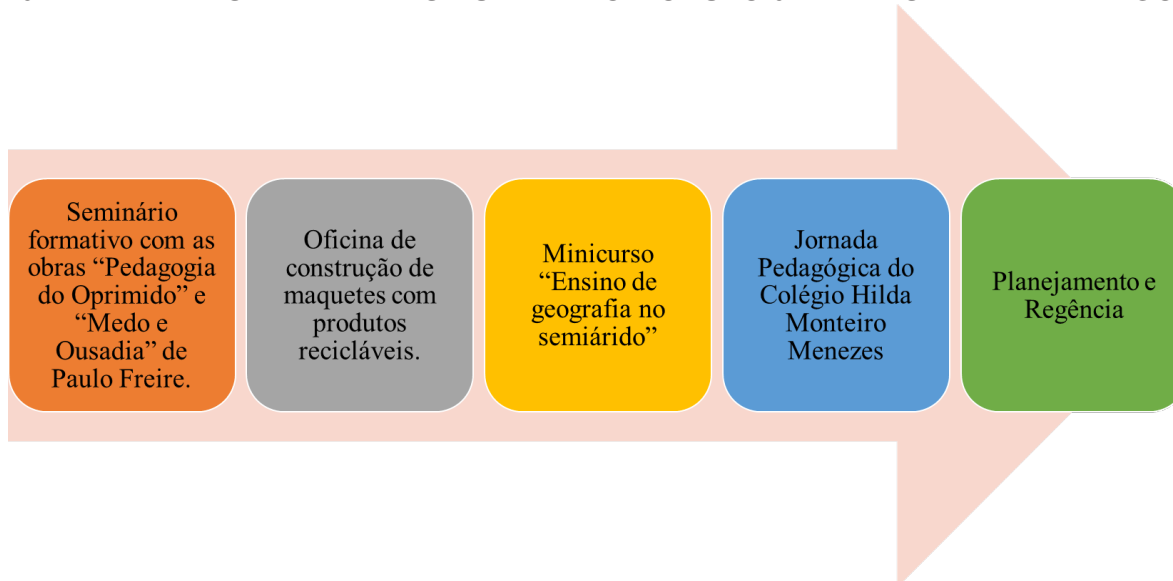 Seminário
formativo com as
obras “Pedagogia
do Oprimido” e
“Medo e
Ousadia” de
Paulo Freire.
Oficina de
construção de
maquetes com
produtos
recicláveis.
Minicurso
“Ensino de
geografia no
semiárido”
Jornada
Pedagógica do
Colégio Hilda
Monteiro
Menezes
Planejamento e
Regência